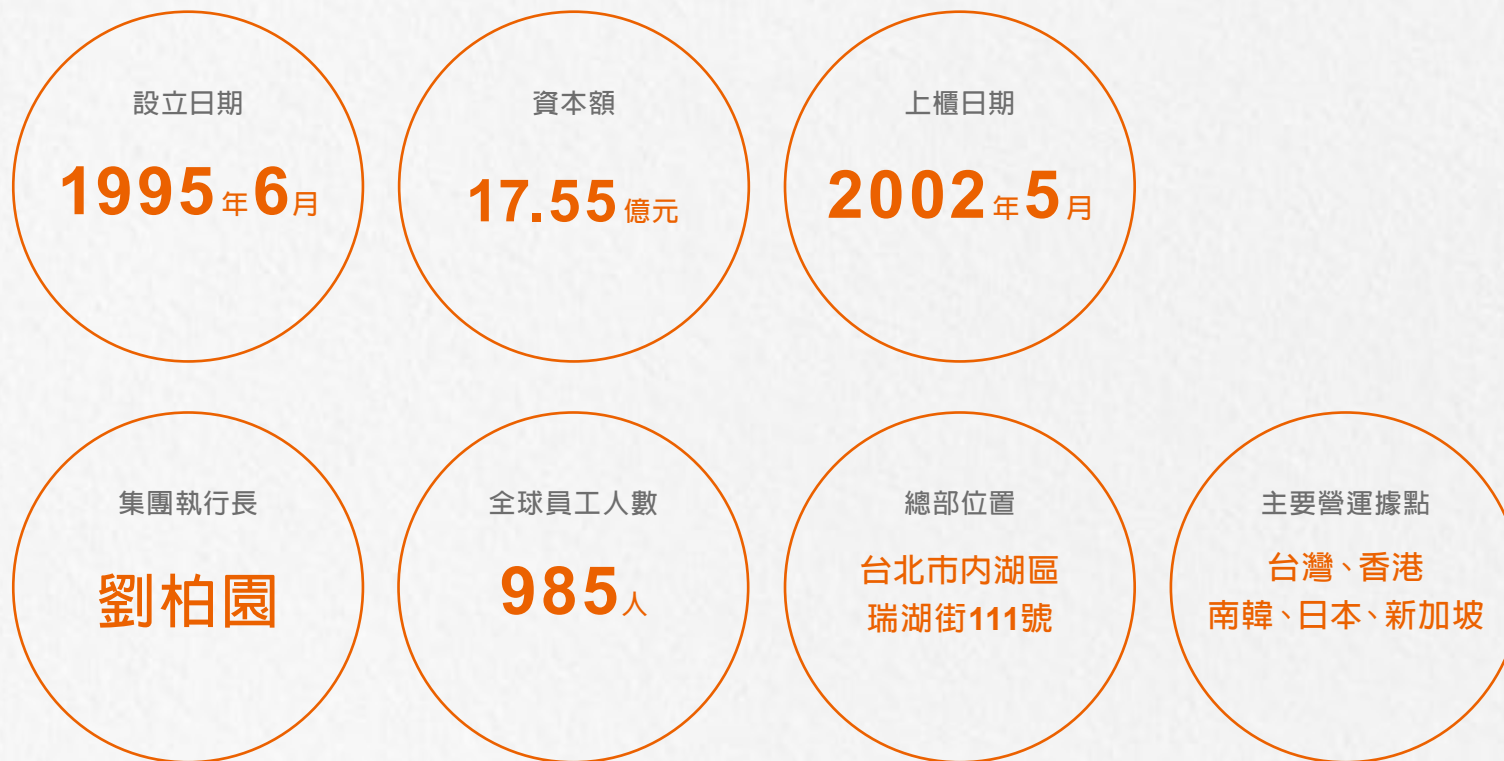 設立日期
1995年6月
資本額
17.55億元
上櫃日期
2002年5月
集團執行長
劉柏園
全球員工人數
985人
總部位置
台北市內湖區
瑞湖街111號
主要營運據點
台灣、香港
南韓、日本、新加坡